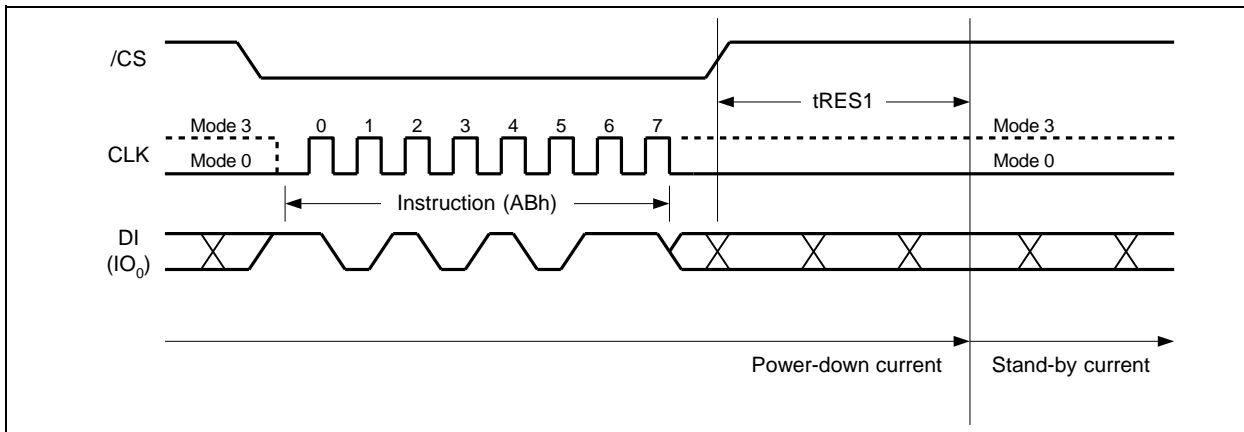 /CS
tRES1
Mode 3 0 1 2 3 4 5 6 7 Mode 3
CLK
Mode 0 Mode 0
Instruction (ABh)
DI
(IO0)
Power-down current Stand-by current